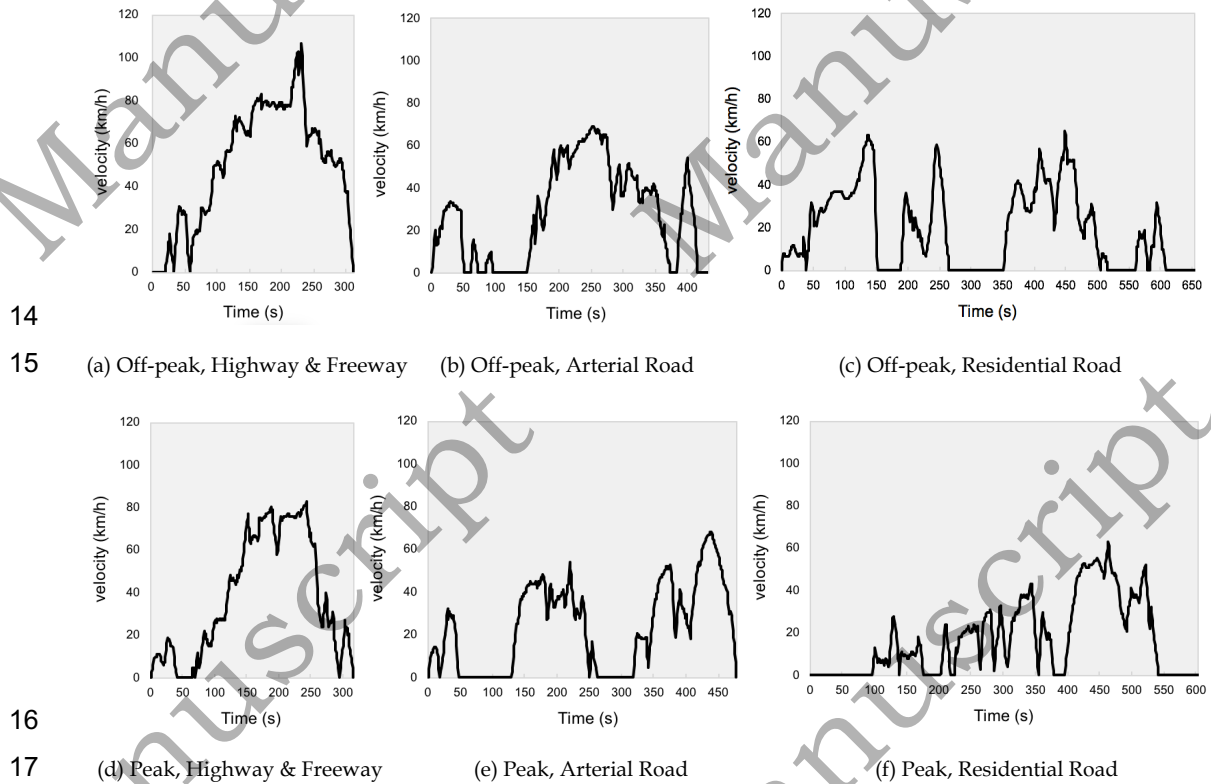 120
100
80
60
40
20
0
velocity (km/h)
0 50 100 150 200 250 300
Time (s)
120
100
80
60
40
20
0
velocity (km/h)
0 50 100 150 200 250 300 350 400
Time (s)
120
100
80
60
40
20
0
velocity (km/h)
0 50 100 150 200 250 300 350 400 450 500 550 600 650
Time (s)
14
15 (a) Off-peak, Highway & Freeway (b) Off-peak, Arterial Road (c) Off-peak, Residential Road
120
100
80
60
40
20
0
velocity (km/h)
0 50 100 150 200 250 300
Time (s)
120
100
80
60
40
20
0
velocity (km/h)
0 50 100 150 200 250 300 350 400 450
Time (s)
120
100
80
60
40
20
0
velocity (km/h)
0 50 100 150 200 250 300 350 400 450 500 550 600
Time (s)
16
17 (d) Peak, Highway & Freeway (e) Peak, Arterial Road (f) Peak, Residential Road
Manu
Manu
nuscript
nuscript